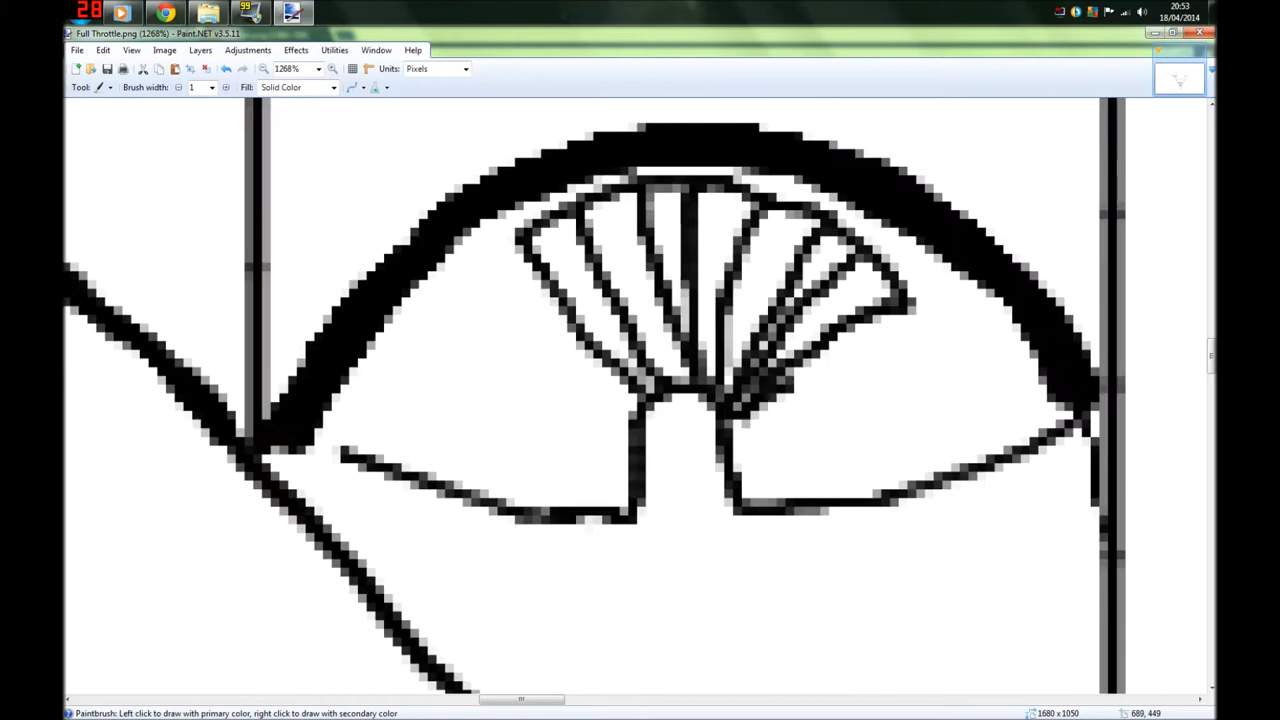 28
99
20:53
18/04/2014
Full Throttle.png (1268%) - Paint.NET v3.5.11
File Edit View Image Layers Adjustments Effects Utilities Window Help
1268% Units: Pixels
Tool: Brush width: 1 Fill: Solid Color
Paintbrush: Left click to draw with primary color, right click to draw with secondary color
1680 x 1050
689, 449